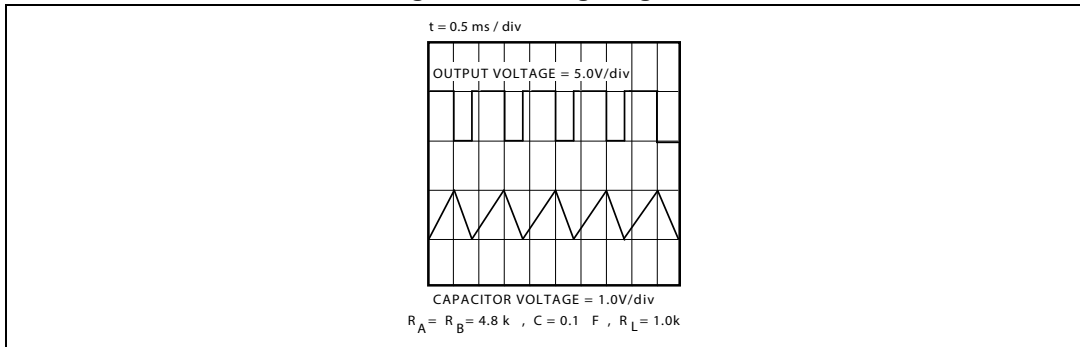 t = 0.5 ms / div
OUTPUT VOLTAGE = 5.0V/div
CAPACITOR VOLTAGE = 1.0V/div
R A = R B = 4.8 k , C = 0.1 F , R L = 1.0k